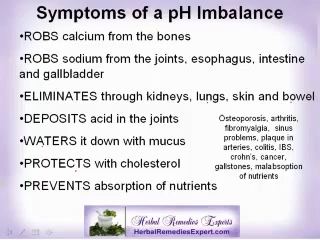 Symptoms of a pH Imbalance
•ROBS calcium from the bones
•ROBS sodium from the joints, esophagus, intestine
and gallbladder
•ELIMINATES through kidneys, lungs, skin and bowel
•DEPOSITS acid in the joints
•WATERS it down with mucus
•PROTECTS with cholesterol
•PREVENTS absorption of nutrients
Osteoporosis, arthritis,
fibromyalgia, sinus
problems, plaque in
arteries, colitis, IBS,
crohn's, cancer,
gallstones, malabsoption
of nutrients
Herbal Remedies Experts
HerbalRemediesExpert.com